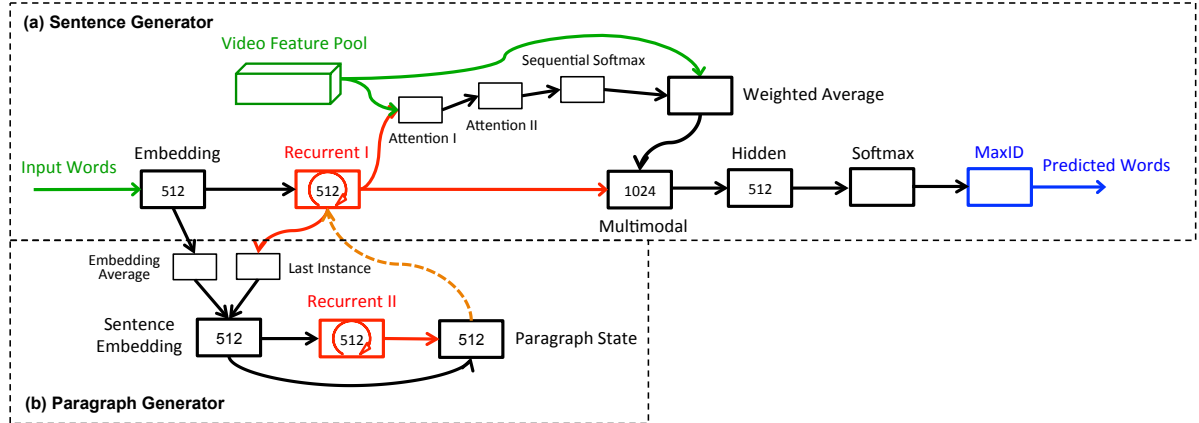 (a) Sentence Generator
Video Feature Pool
Sequential Softmax
Attention I
Attention II
Weighted Average
Input Words
Embedding
512
Recurrent I
512
1024
Multimodal
Hidden
512
Softmax
MaxID
Predicted Words
Embedding
Average
Last Instance
Sentence
Embedding
512
Recurrent II
512
512
Paragraph State
(b) Paragraph Generator